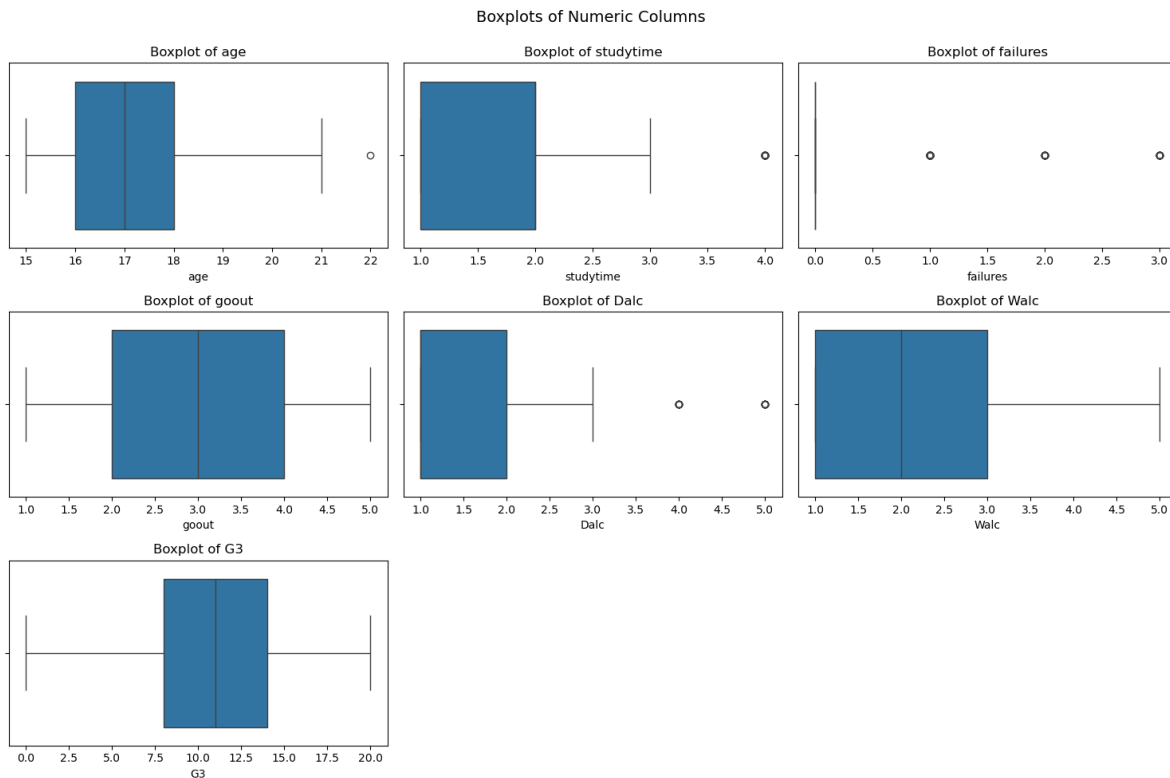 Boxplots of Numeric Columns
Boxplot of age
15 16 17 18 19 20 21 22
age
Boxplot of studytime
1.0 1.5 2.0 2.5 3.0 3.5 4.0
studytime
Boxplot of failures
0.0 0.5 1.0 1.5 2.0 2.5 3.0
failures
Boxplot of goout
1.0 1.5 2.0 2.5 3.0 3.5 4.0 4.5 5.0
goout
Boxplot of Dalc
1.0 1.5 2.0 2.5 3.0 3.5 4.0 4.5 5.0
Dalc
Boxplot of Walc
1.0 1.5 2.0 2.5 3.0 3.5 4.0 4.5 5.0
Walc
Boxplot of G3
0.0 2.5 5.0 7.5 10.0 12.5 15.0 17.5 20.0
G3